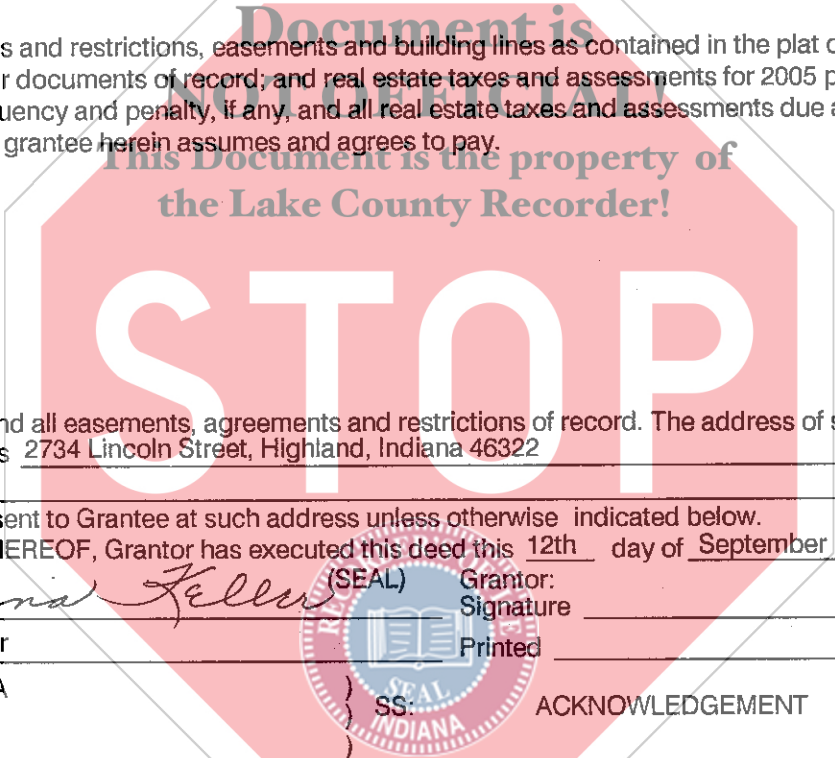 Document is
s and restrictions, easements and building lines as contained in the plat o
r documents of record; and real estate taxes and assessments for 2005 p
NOT OFFICIAL!
uency and penalty, if any, and all real estate taxes and assessments due a
grantee herein assumes and agrees to pay.
This Document is the property of
the Lake County Recorder!
STOP
nd all easements, agreements and restrictions of record. The address of s
s 2734 Lincoln Street, Highland, Indiana 46322
sent to Grantee at such address unless otherwise indicated below.
HEREOF, Grantor has executed this deed this 12th day of September
na Keller (SEAL) Grantor:
Signature
r Printed
A
SS: ACKNOWLEDGEMENT
SEAL
INDIANA